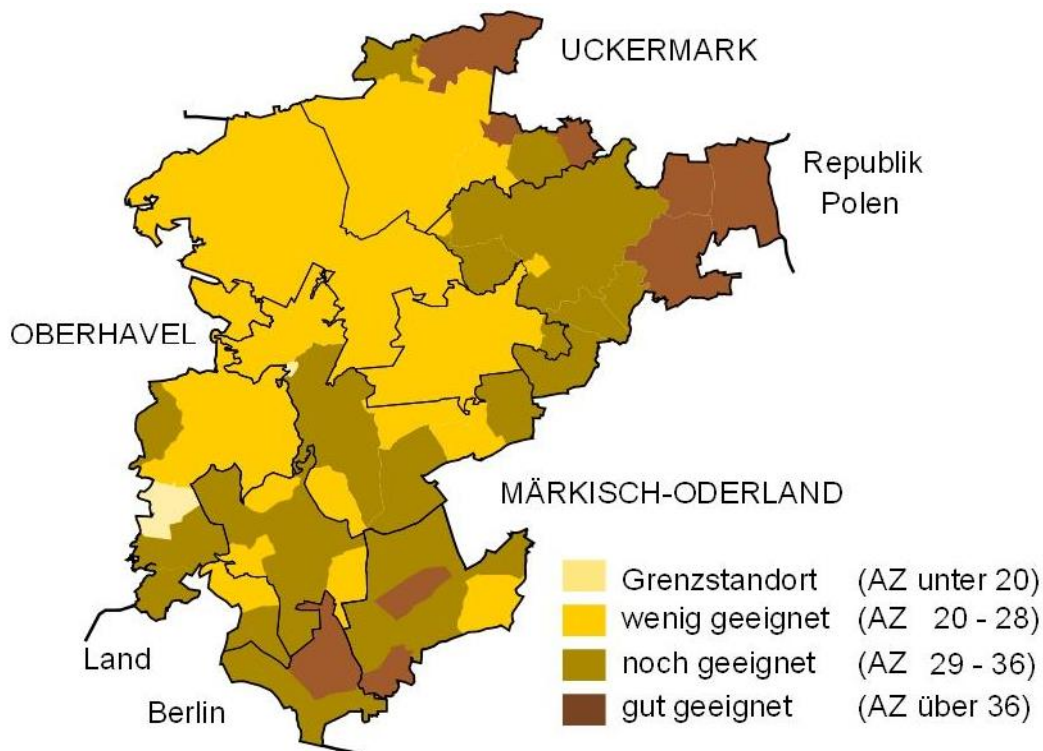 UCKERMARK
Republik
Polen
OBERHAVEL
MÄRKISCH-ODERLAND
Grenzstandort (AZ unter 20)
wenig geeignet (AZ 20 - 28)
noch geeignet (AZ 29 - 36)
gut geeignet (AZ über 36)
Land
Berlin